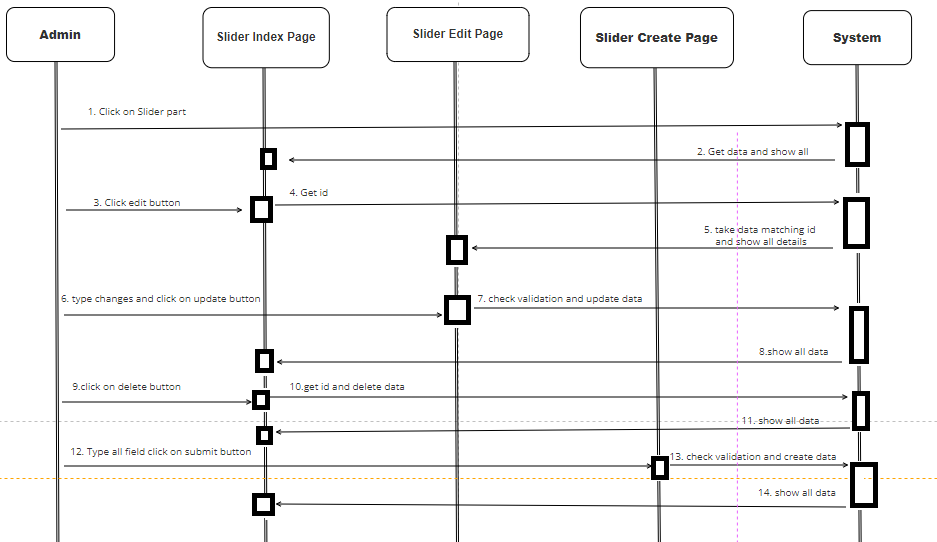 Admin
Slider Index Page
Slider Edit Page
Slider Create Page
System
1. Click on Slider part
2. Get data and show all
3. Click edit button
4. Get id
5. take data matching id
and show all details
6. type changes and click on update button
7. check validation and update data
8.show all data
9.click on delete button
10.get id and delete data
11. show all data
12. Type all field click on submit button
13. check validation and create data
14. show all data